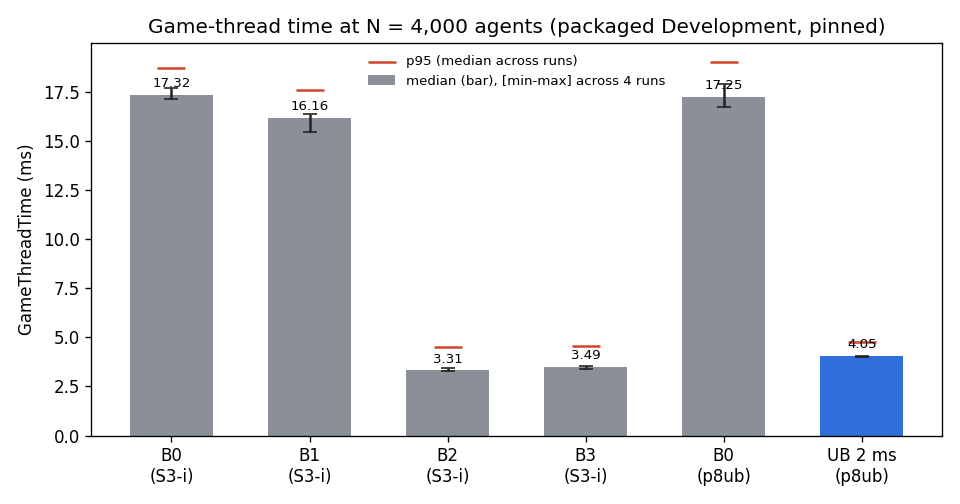 Game-thread time at N = 4,000 agents (packaged Development, pinned)
p95 (median across runs)
median (bar), [min-max] across 4 runs
GameThreadTime (ms)
17.5
15.0
12.5
10.0
7.5
5.0
2.5
0.0
17.32
16.16
3.31
3.49
17.25
4.05
B0
(S3-i)
B1
(S3-i)
B2
(S3-i)
B3
(S3-i)
B0
(p8ub)
UB 2 ms
(p8ub)